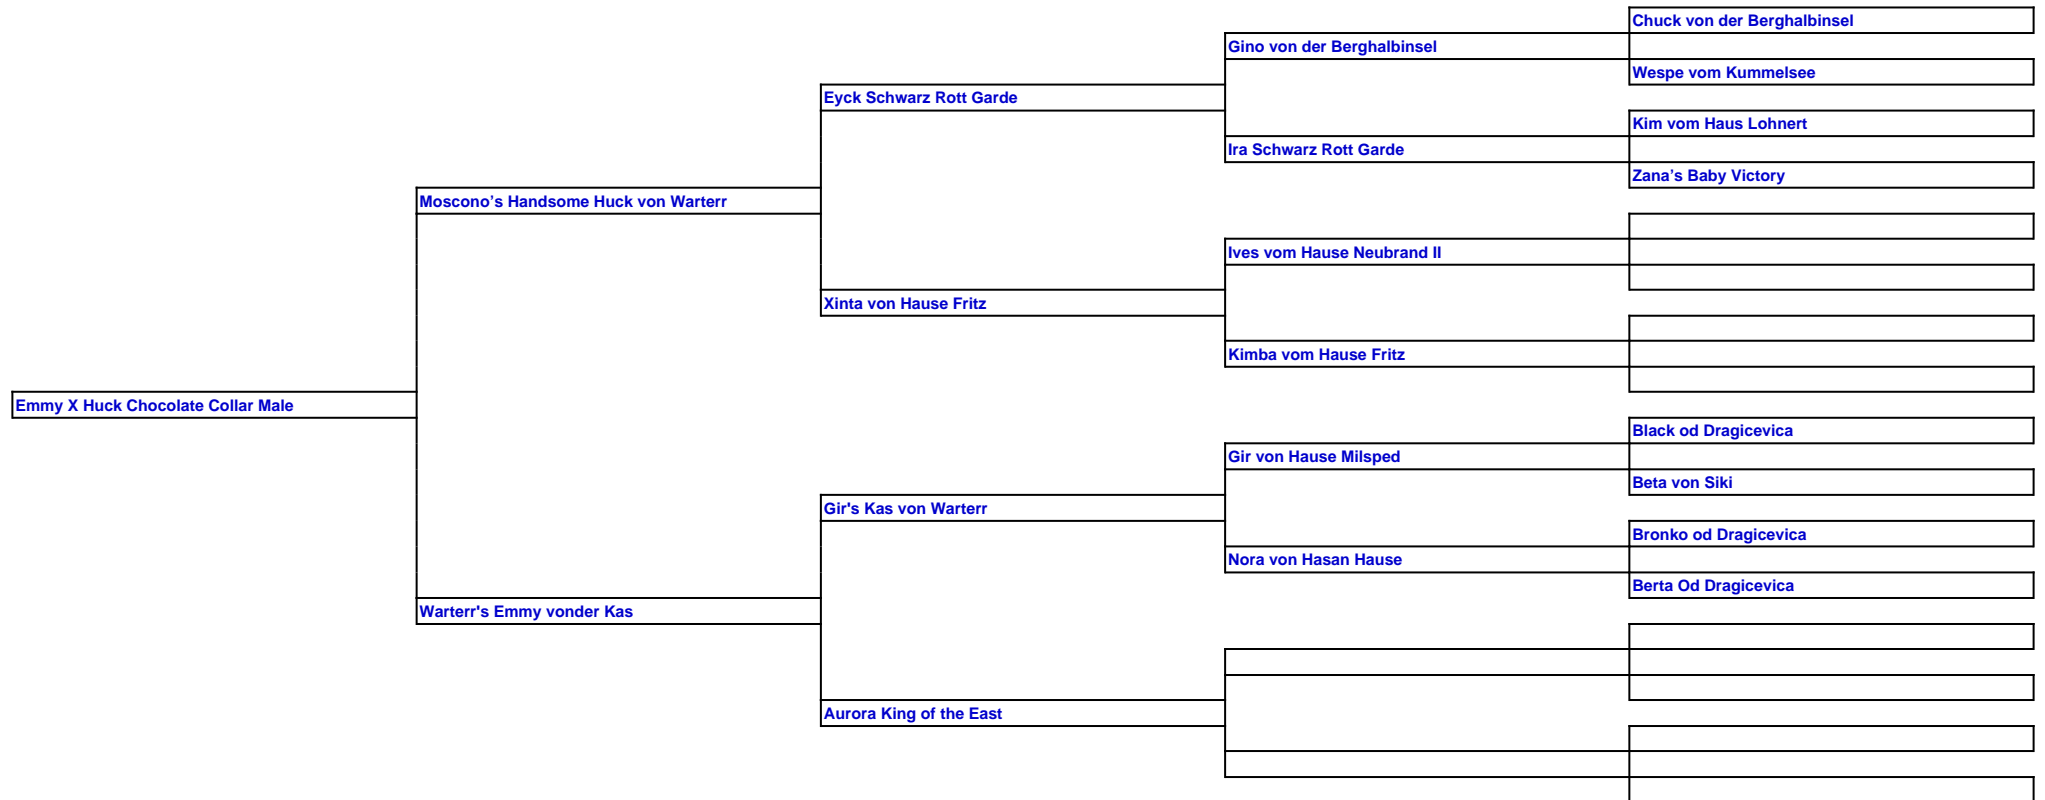 Chuck von der Berghalbinsel
Gino von der Berghalbinsel
Wespe vom Kummelsee
Eyck Schwarz Rott Garde
Kim vom Haus Lohnert
Ira Schwarz Rott Garde
Zana’s Baby Victory
Moscono’s Handsome Huck von Warterr
Ives vom Hause Neubrand II
Xinta von Hause Fritz
Kimba vom Hause Fritz
Emmy X Huck Chocolate Collar Male
Black od Dragicevica
Gir von Hause Milsped
Beta von Siki
Gir's Kas von Warterr
Bronko od Dragicevica
Nora von Hasan Hause
Berta Od Dragicevica
Warterr's Emmy vonder Kas
Aurora King of the East